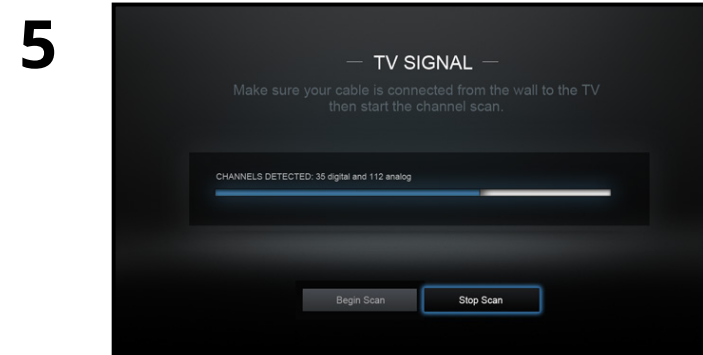 5
— TV SIGNAL —
Make sure your cable is connected from the wall to the TV
then start the channel scan.
CHANNELS DETECTED: 35 digital and 112 analog
Begin Scan
Stop Scan